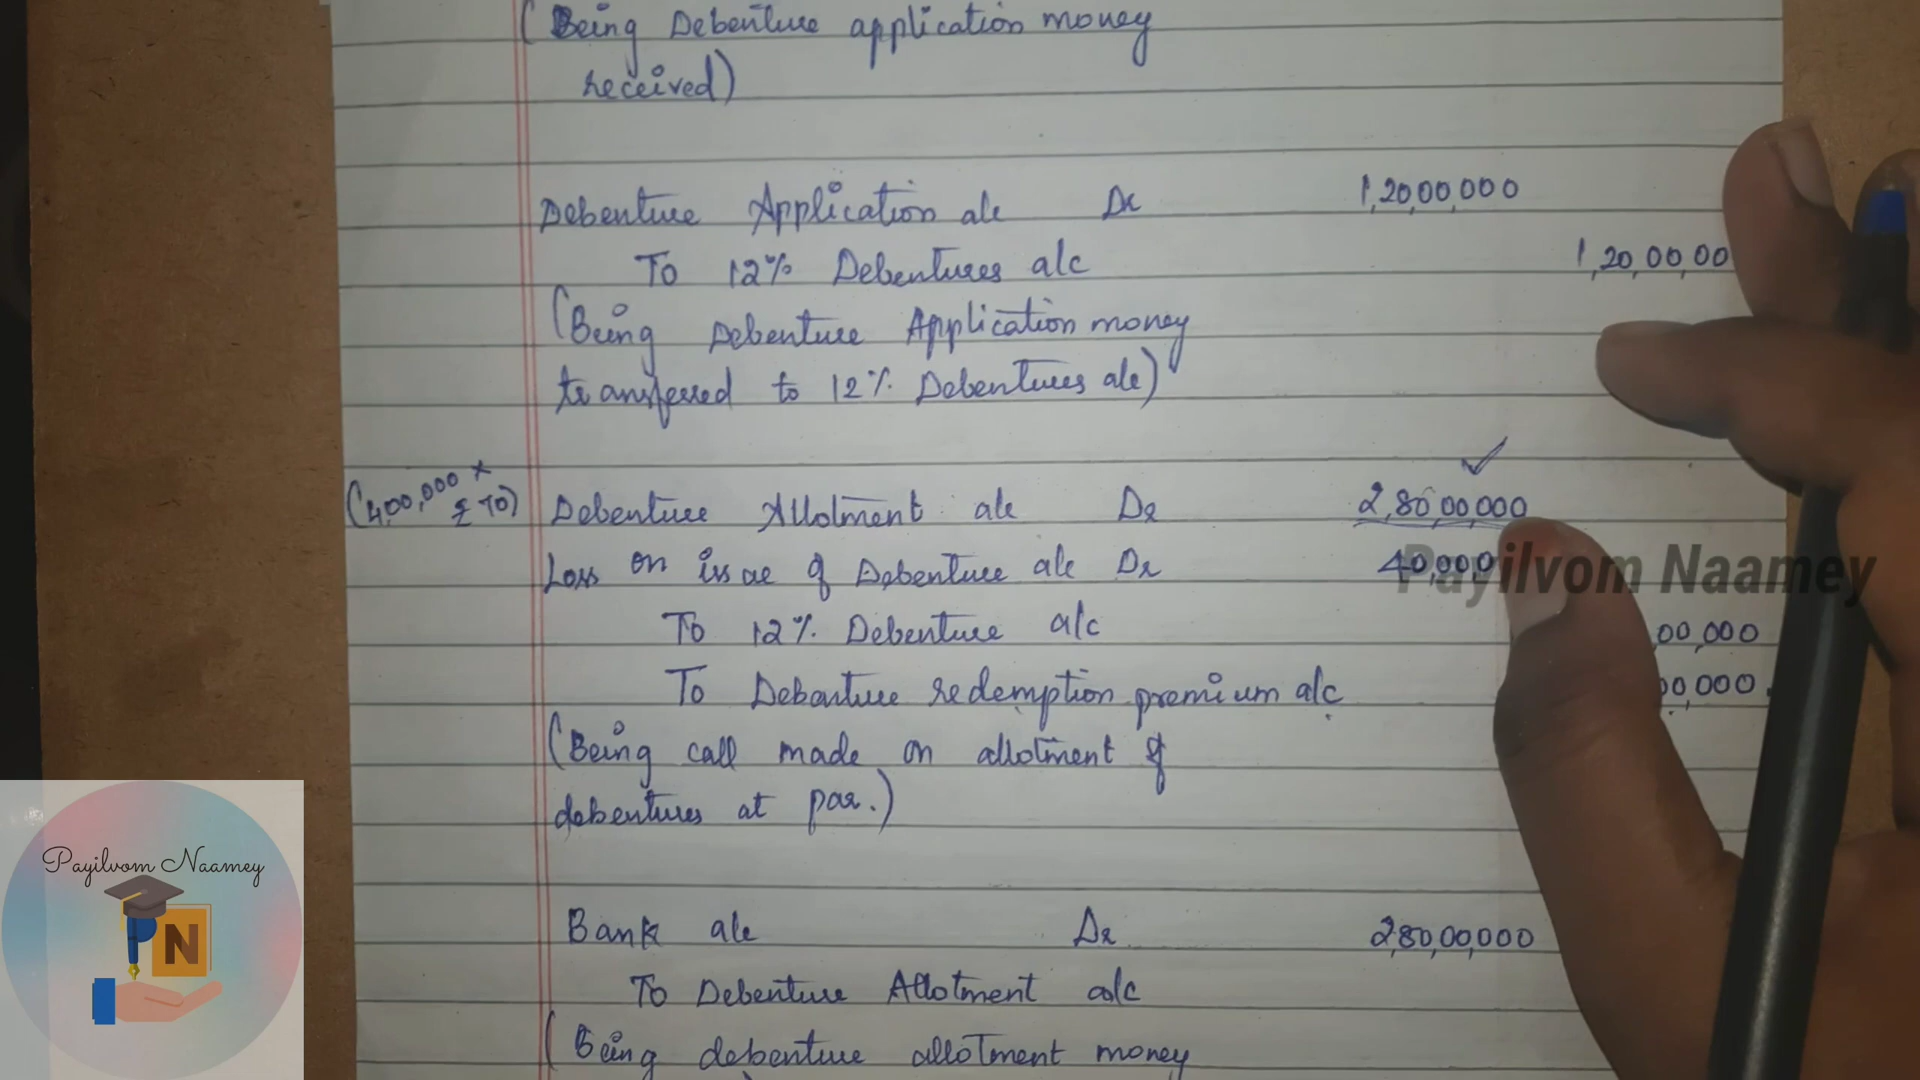 (Being Debenture application money
received)
Debenture Application a/c Dr 1,20,00,000
To 12% Debentures a/c 1,20,00,00
(Being Debenture Application money
transferred to 12% Debentures a/c)
(4,00,000 x
₹ 70)
Debenture Allotment a/c Dr 2,80,00,000
Loss on issue of Debenture a/c Dr 40,000
To 12% Debenture a/c 00,000
To Debenture redemption premium a/c 00,000
(Being call made on allotment of
debentures at par.)
Bank a/c Dr 2,80,00,000
To Debenture Allotment a/c
(Being debenture allotment money
Payilvom Naamey
Payilvom Naamey
PN